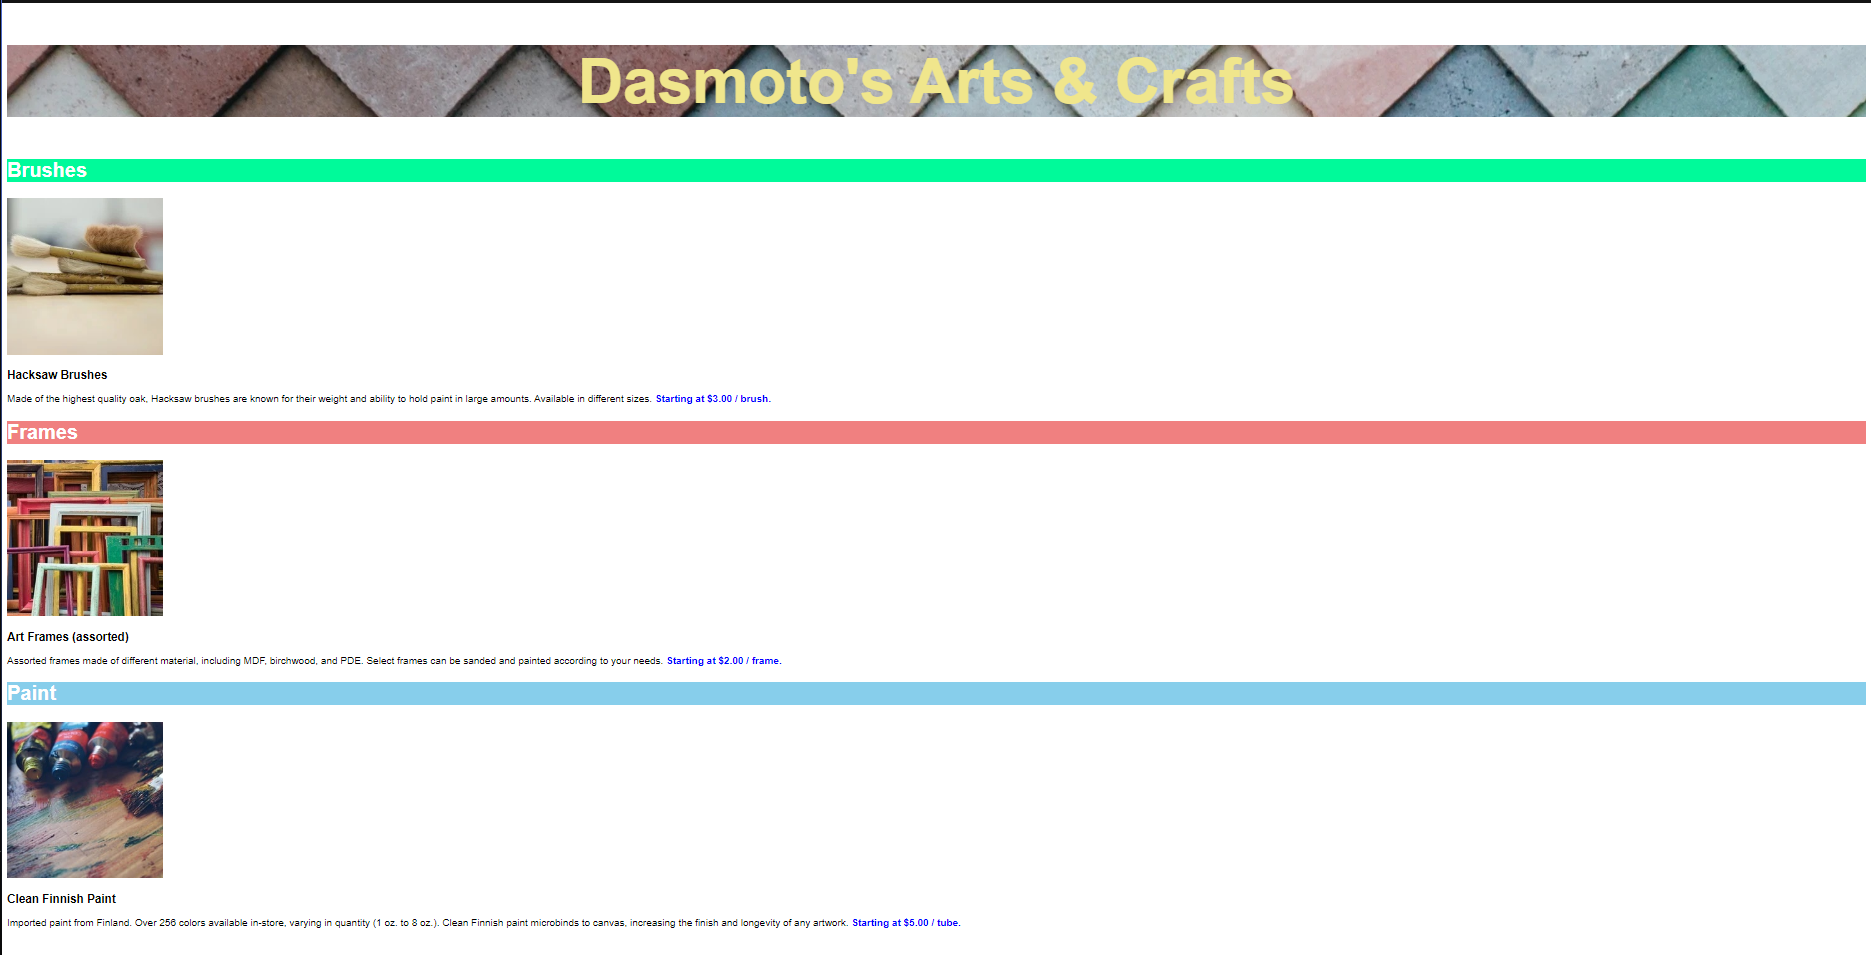 Dasmoto's Arts & Crafts
Brushes
Hacksaw Brushes
Made of the highest quality oak, Hacksaw brushes are known for their weight and ability to hold paint in large amounts. Available in different sizes. Starting at $3.00 / brush.
Frames
Art Frames (assorted)
Assorted frames made of different material, including MDF, birchwood, and PDE. Select frames can be sanded and painted according to your needs. Starting at $2.00 / frame.
Paint
Clean Finnish Paint
Imported paint from Finland. Over 256 colors available in-store, varying in quantity (1 oz. to 8 oz.). Clean Finnish paint microbinds to canvas, increasing the finish and longevity of any artwork. Starting at $5.00 / tube.